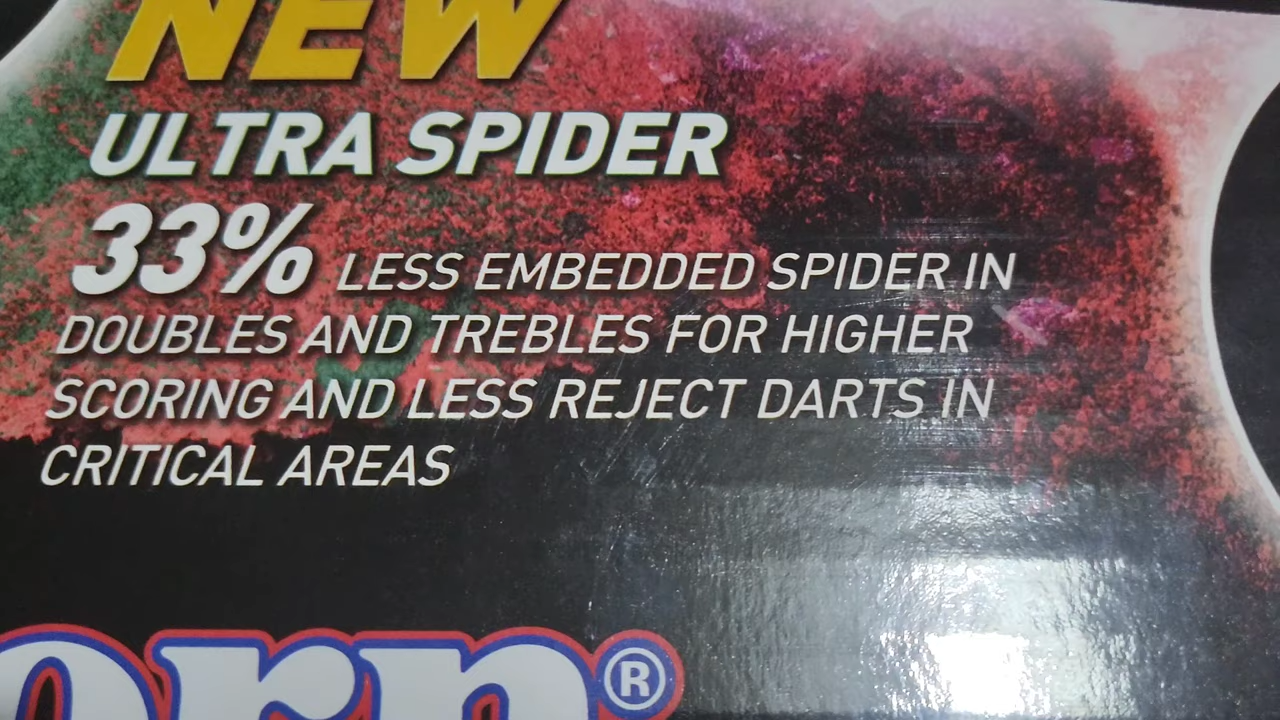 NEW
ULTRA SPIDER
33% LESS EMBEDDED SPIDER IN
DOUBLES AND TREBLES FOR HIGHER
SCORING AND LESS REJECT DARTS IN
CRITICAL AREAS
orn®